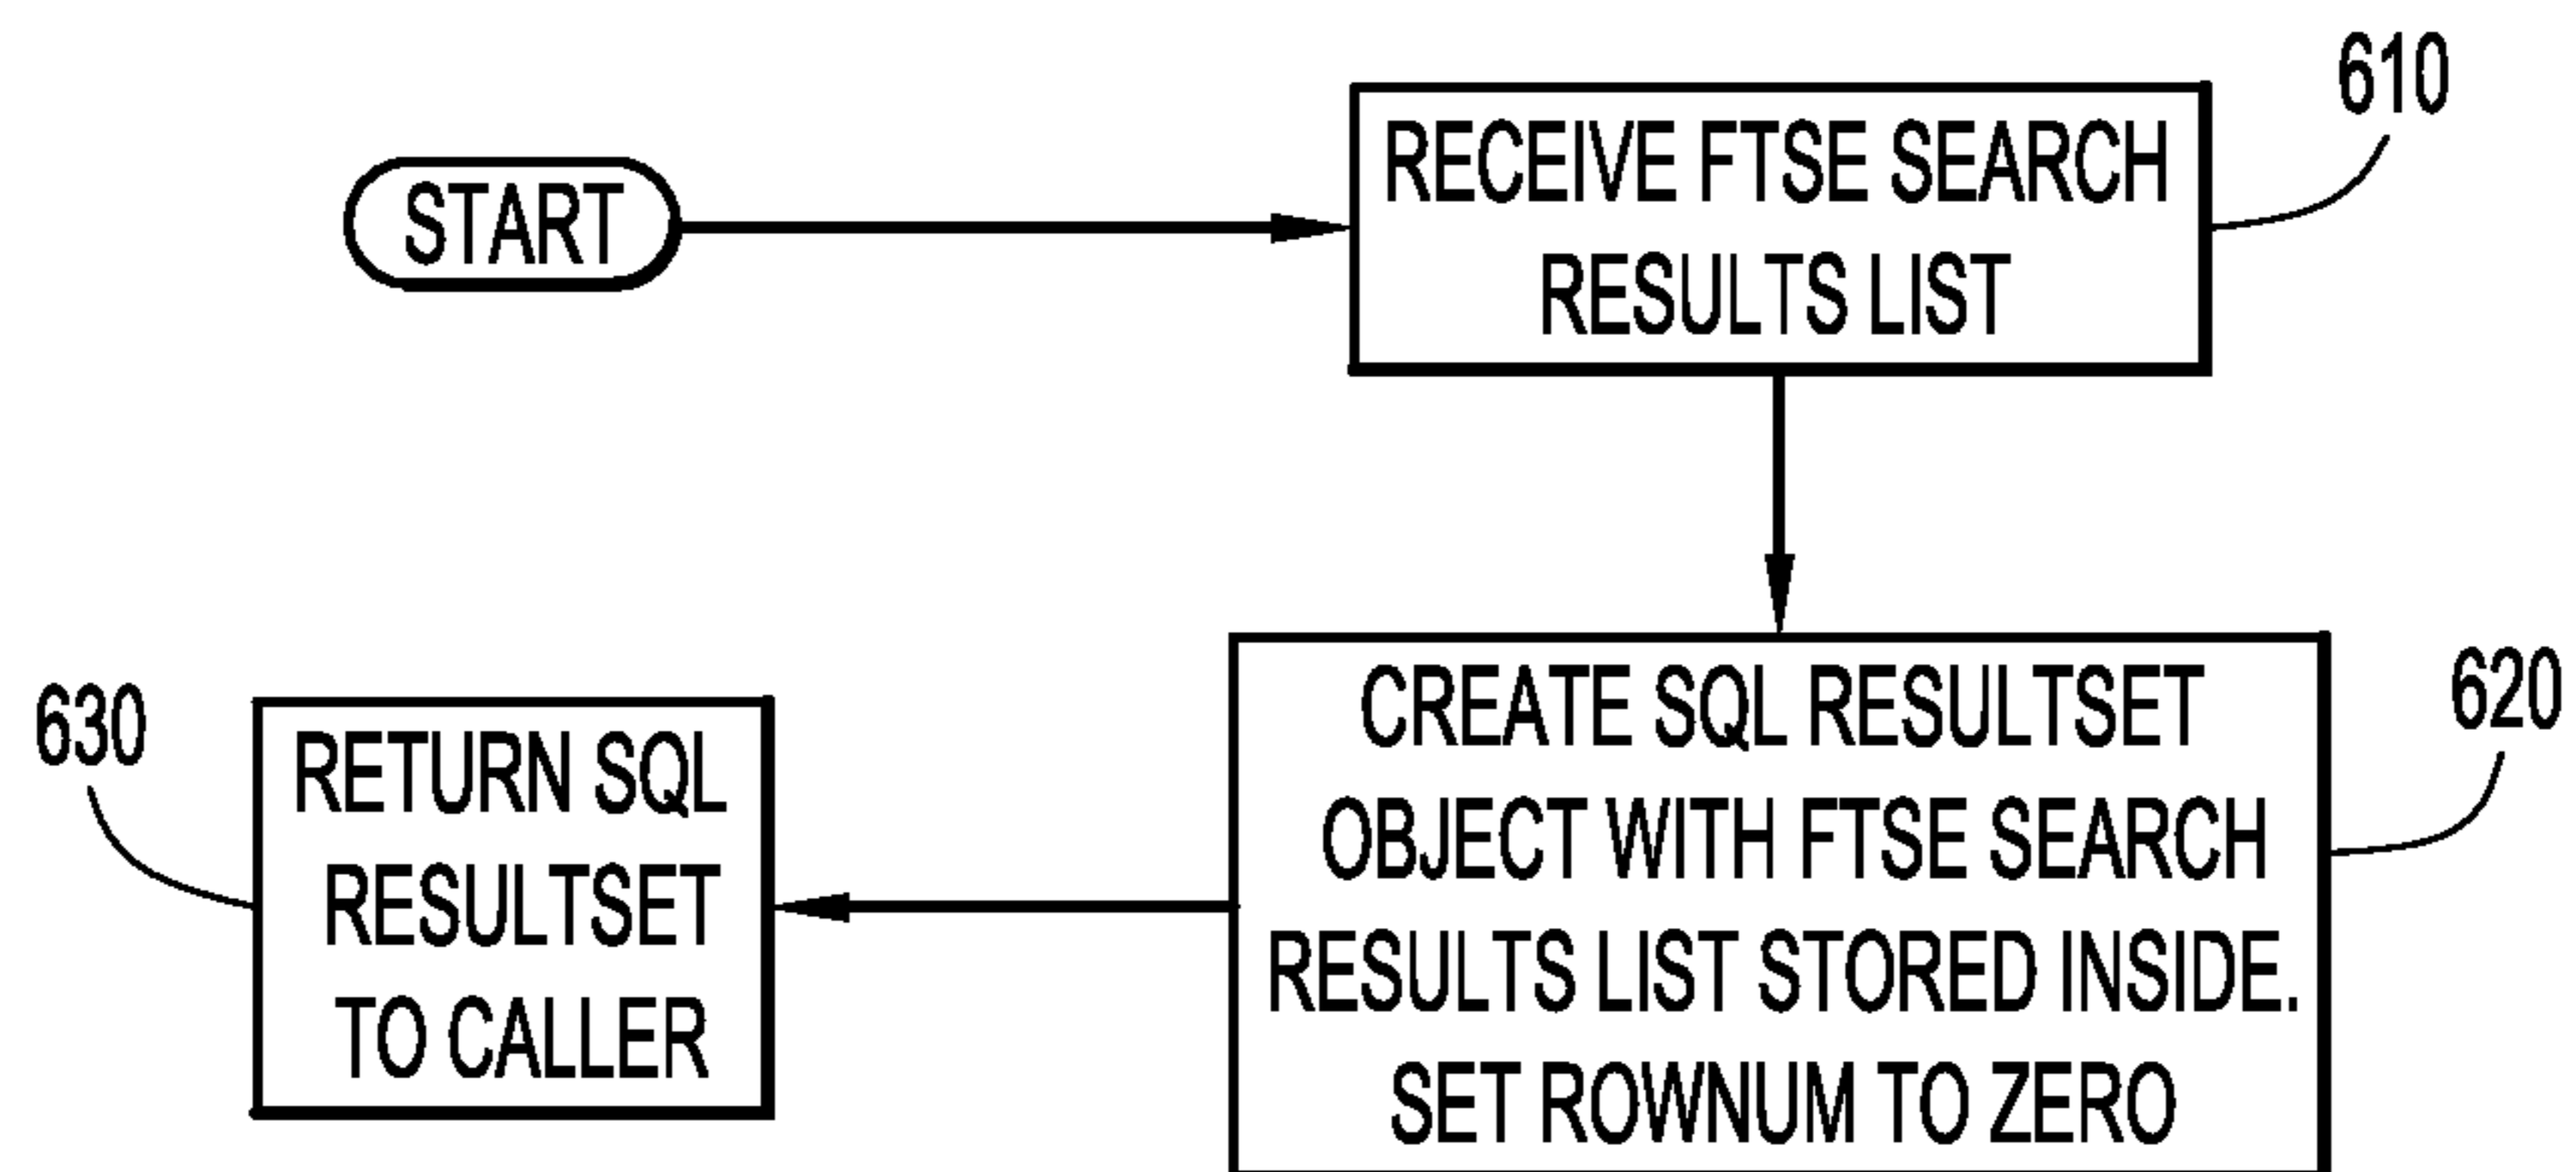 START
RECEIVE FTSE SEARCH
RESULTS LIST
610
CREATE SQL RESULTSET
OBJECT WITH FTSE SEARCH
RESULTS LIST STORED INSIDE.
SET ROWNUM TO ZERO
620
630
RETURN SQL
RESULTSET
TO CALLER